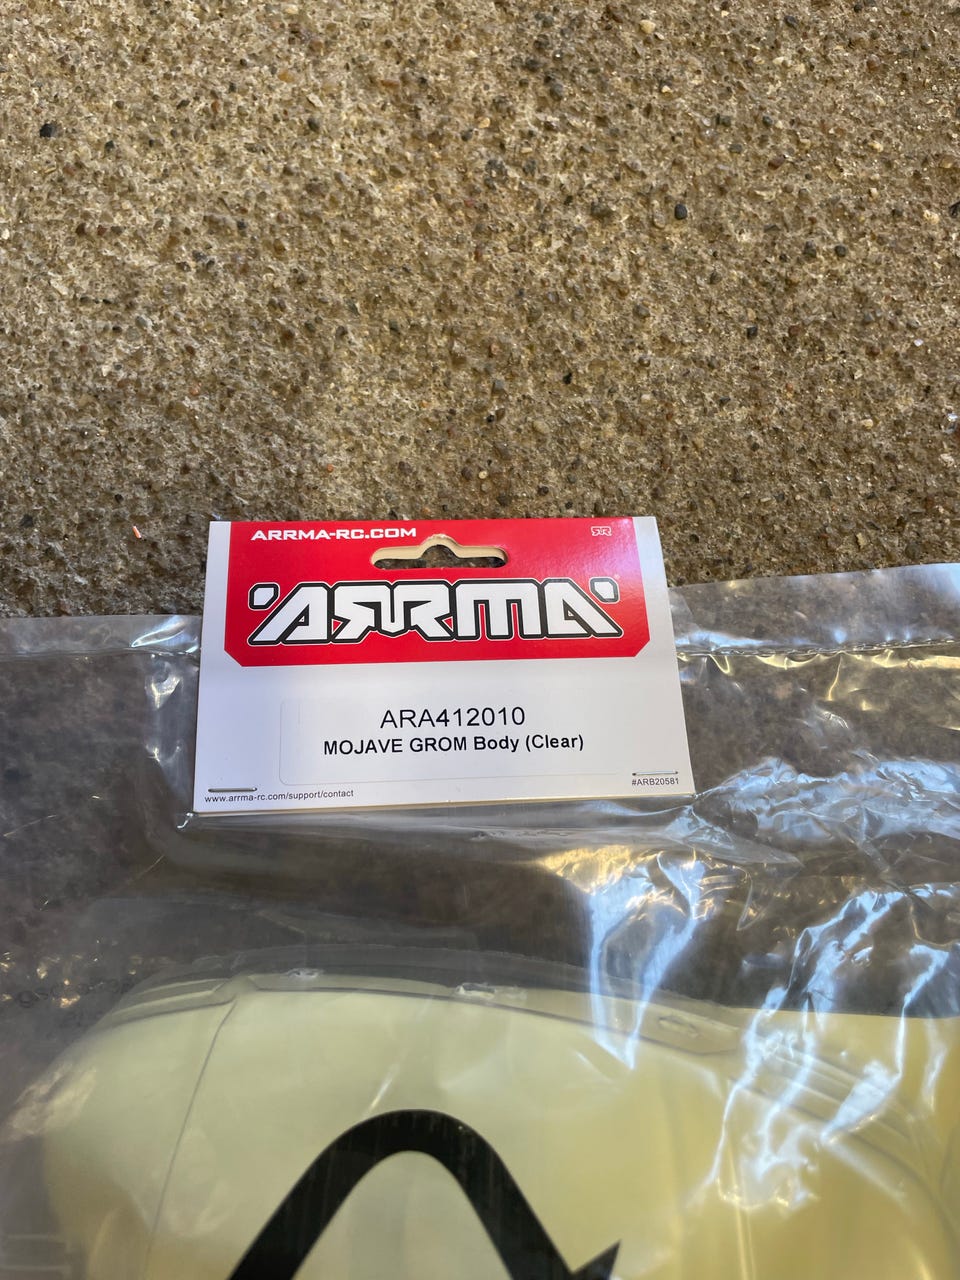 ARRMA-RC.COM
ARRMA
ARA412010
MOJAVE GROM Body (Clear)
www.arrma-rc.com/support/contact
#ARB20581